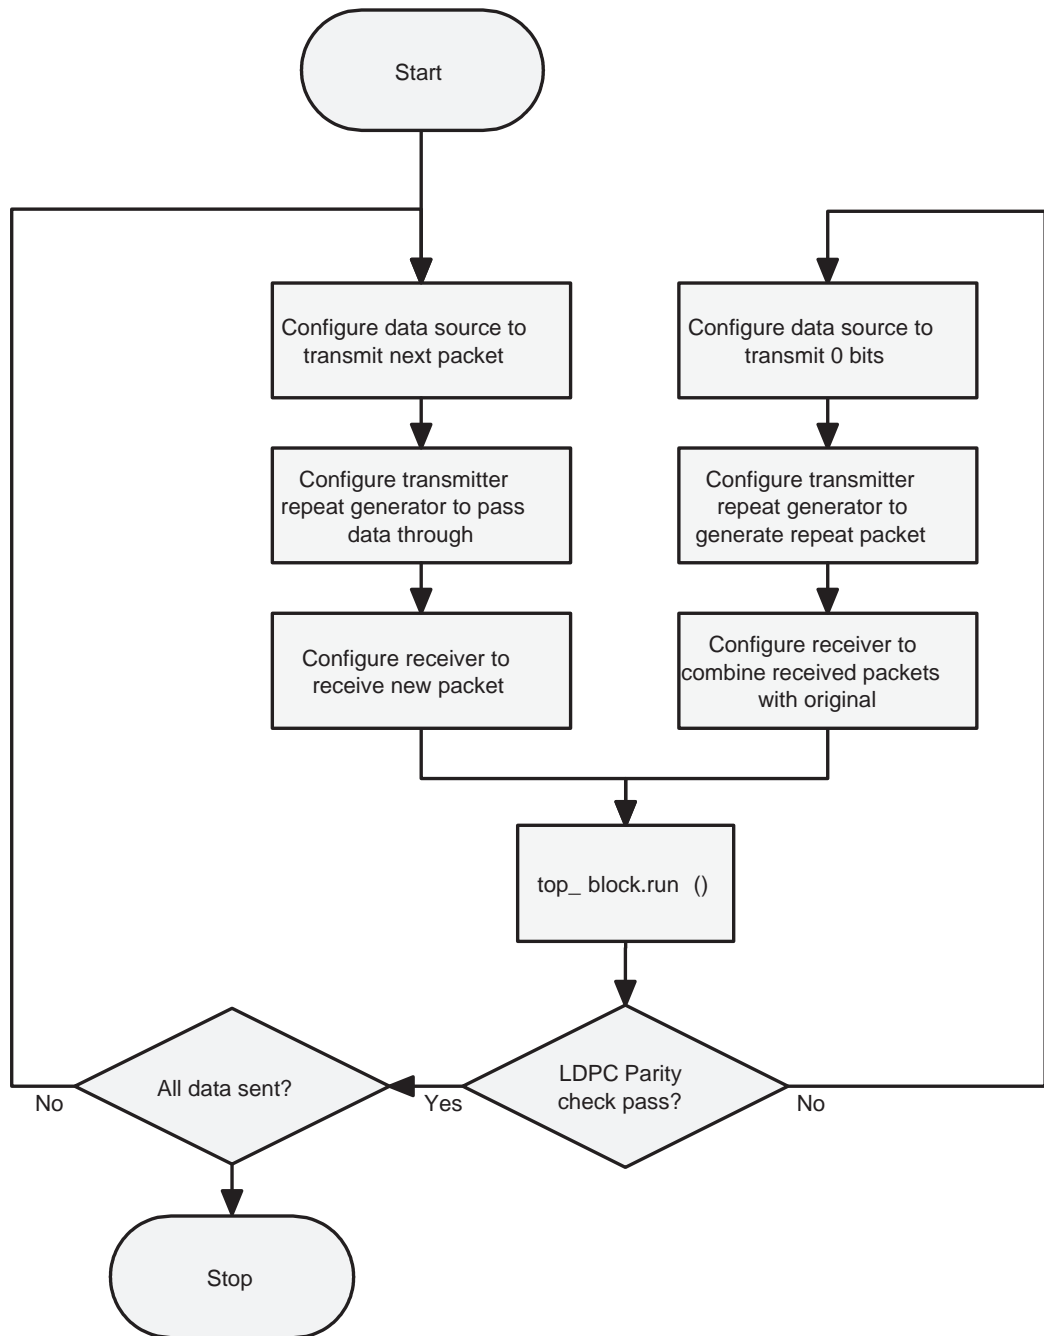 Start
Configure data source to
transmit next packet
Configure transmitter
repeat generator to pass
data through
Configure receiver to
receive new packet
Configure data source to
transmit 0 bits
Configure transmitter
repeat generator to
generate repeat packet
Configure receiver to
combine received packets
with original
top_ block.run ()
LDPC Parity
check pass?
Yes
No
All data sent?
No
Stop